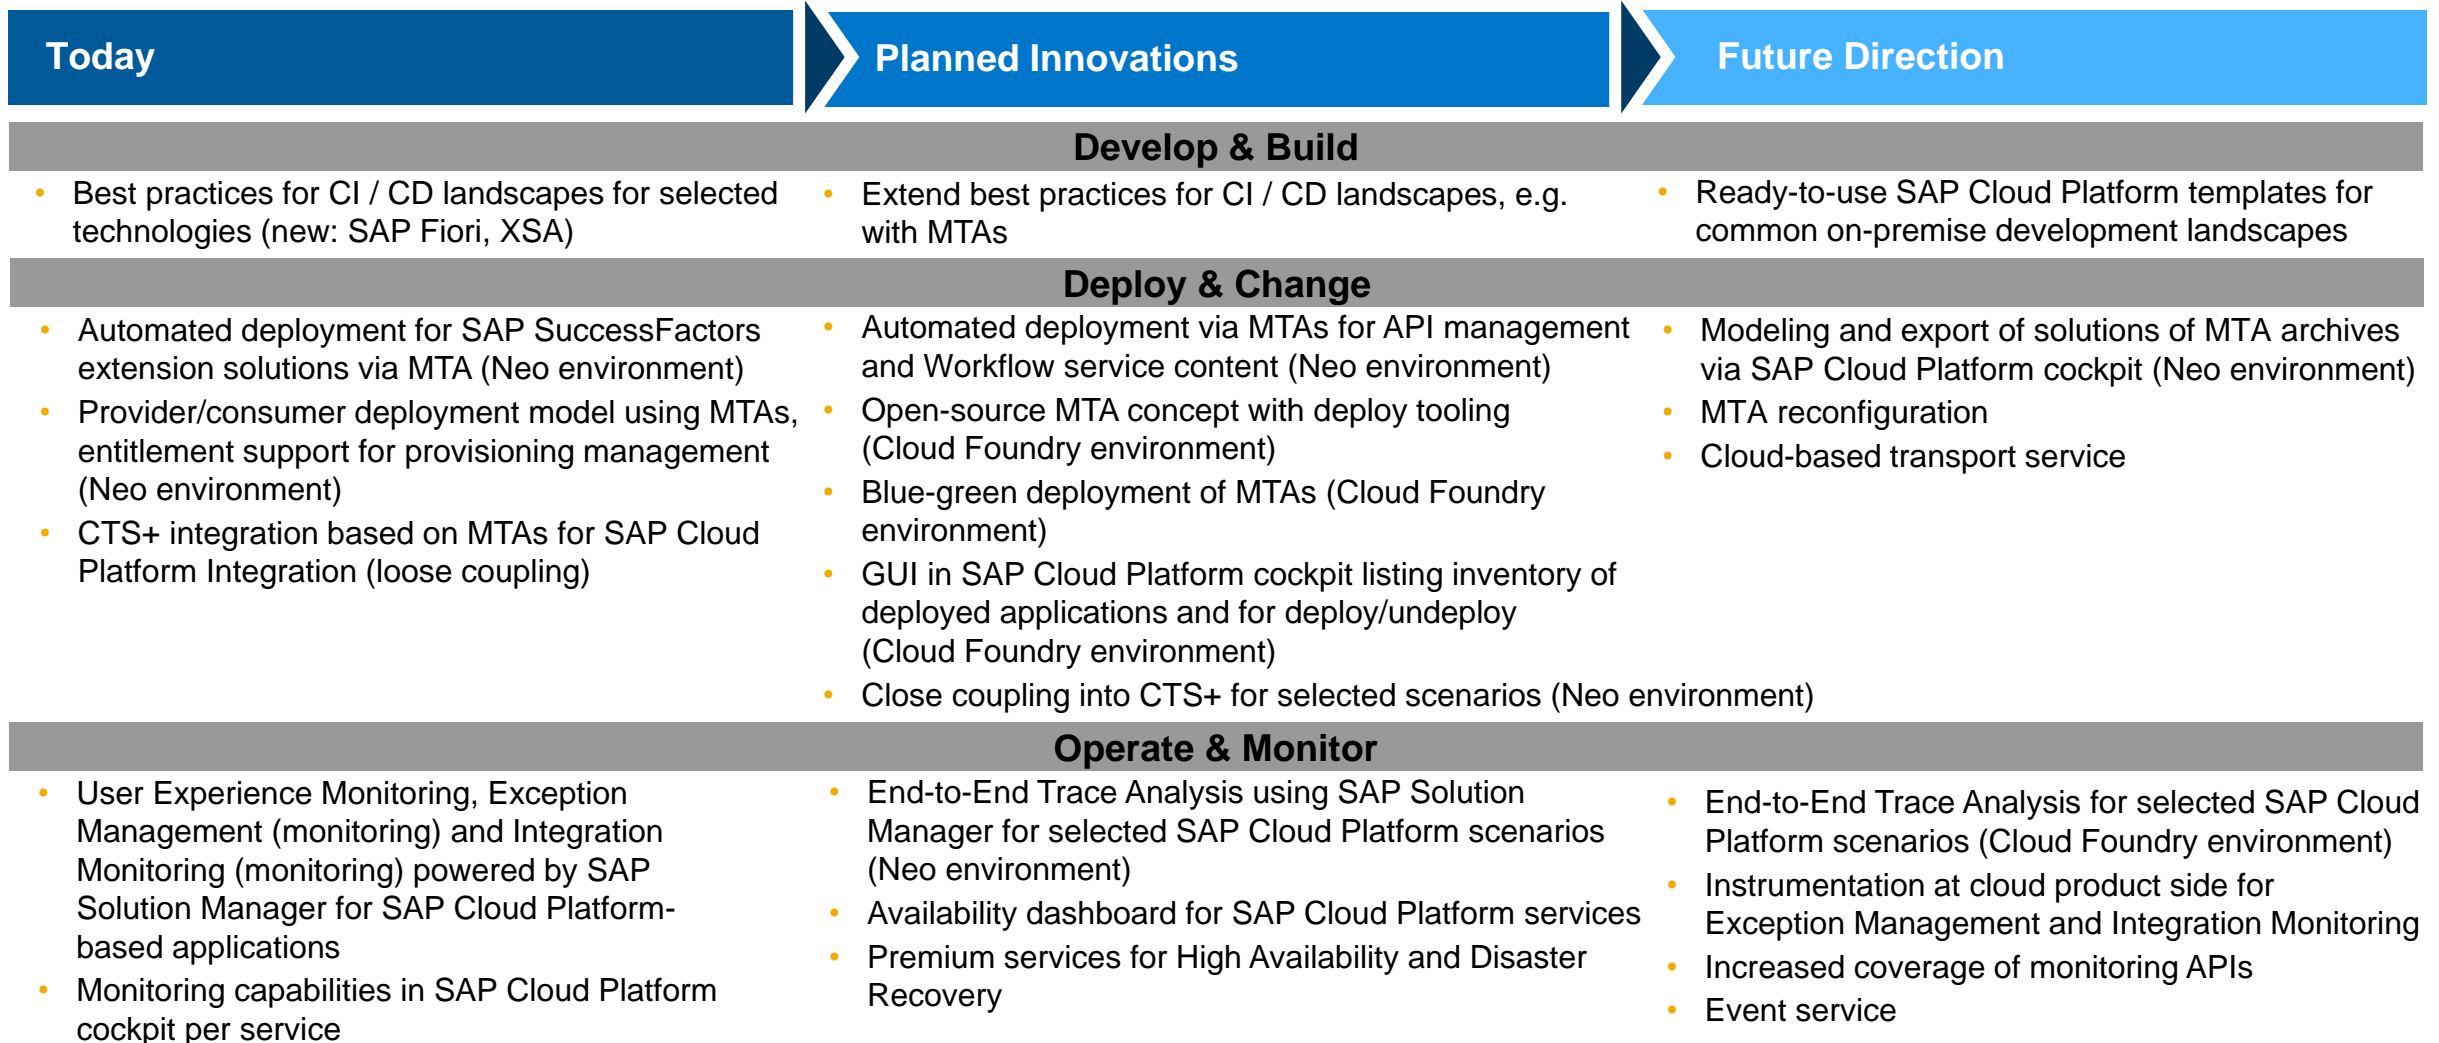 Today
Planned Innovations
Future Direction
Develop & Build
• Best practices for CI / CD landscapes for selected
technologies (new: SAP Fiori, XSA)
• Extend best practices for CI / CD landscapes, e.g.
with MTAs
• Ready-to-use SAP Cloud Platform templates for
common on-premise development landscapes
Deploy & Change
• Automated deployment for SAP SuccessFactors
extension solutions via MTA (Neo environment)
• Provider/consumer deployment model using MTAs,
entitlement support for provisioning management
(Neo environment)
• CTS+ integration based on MTAs for SAP Cloud
Platform Integration (loose coupling)
• Automated deployment via MTAs for API management
and Workflow service content (Neo environment)
• Open-source MTA concept with deploy tooling
(Cloud Foundry environment)
• Blue-green deployment of MTAs (Cloud Foundry
environment)
• GUI in SAP Cloud Platform cockpit listing inventory of
deployed applications and for deploy/undeploy
(Cloud Foundry environment)
• Close coupling into CTS+ for selected scenarios (Neo environment)
• Modeling and export of solutions of MTA archives
via SAP Cloud Platform cockpit (Neo environment)
• MTA reconfiguration
• Cloud-based transport service
Operate & Monitor
• User Experience Monitoring, Exception
Management (monitoring) and Integration
Monitoring (monitoring) powered by SAP
Solution Manager for SAP Cloud Platform-
based applications
• Monitoring capabilities in SAP Cloud Platform
cockpit per service
• End-to-End Trace Analysis using SAP Solution
Manager for selected SAP Cloud Platform scenarios
(Neo environment)
• Availability dashboard for SAP Cloud Platform services
• Premium services for High Availability and Disaster
Recovery
• End-to-End Trace Analysis for selected SAP Cloud
Platform scenarios (Cloud Foundry environment)
• Instrumentation at cloud product side for
Exception Management and Integration Monitoring
• Increased coverage of monitoring APIs
• Event service